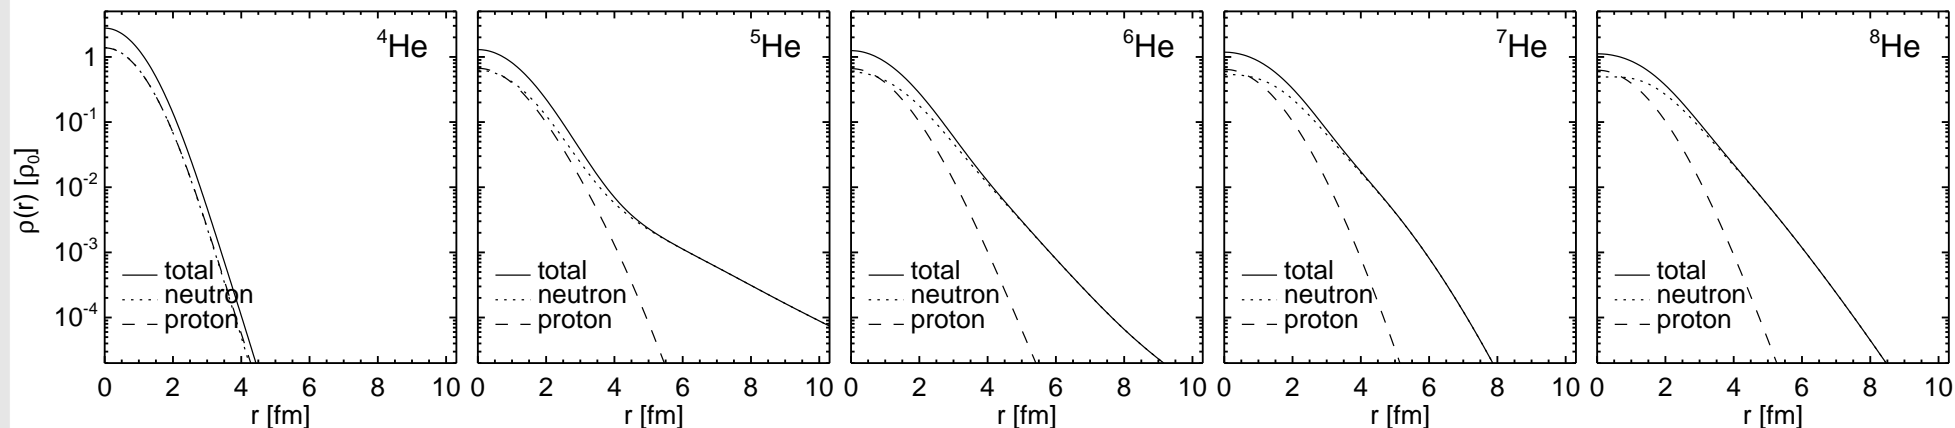 ρ(r) [ρ₀]
1
10⁻¹
10⁻²
10⁻³
10⁻⁴
⁴He
total
neutron
proton
0 2 4 6 8 10
r [fm]
⁵He
total
neutron
proton
0 2 4 6 8 10
r [fm]
⁶He
total
neutron
proton
0 2 4 6 8 10
r [fm]
⁷He
total
neutron
proton
0 2 4 6 8 10
r [fm]
⁸He
total
neutron
proton
0 2 4 6 8 10
r [fm]